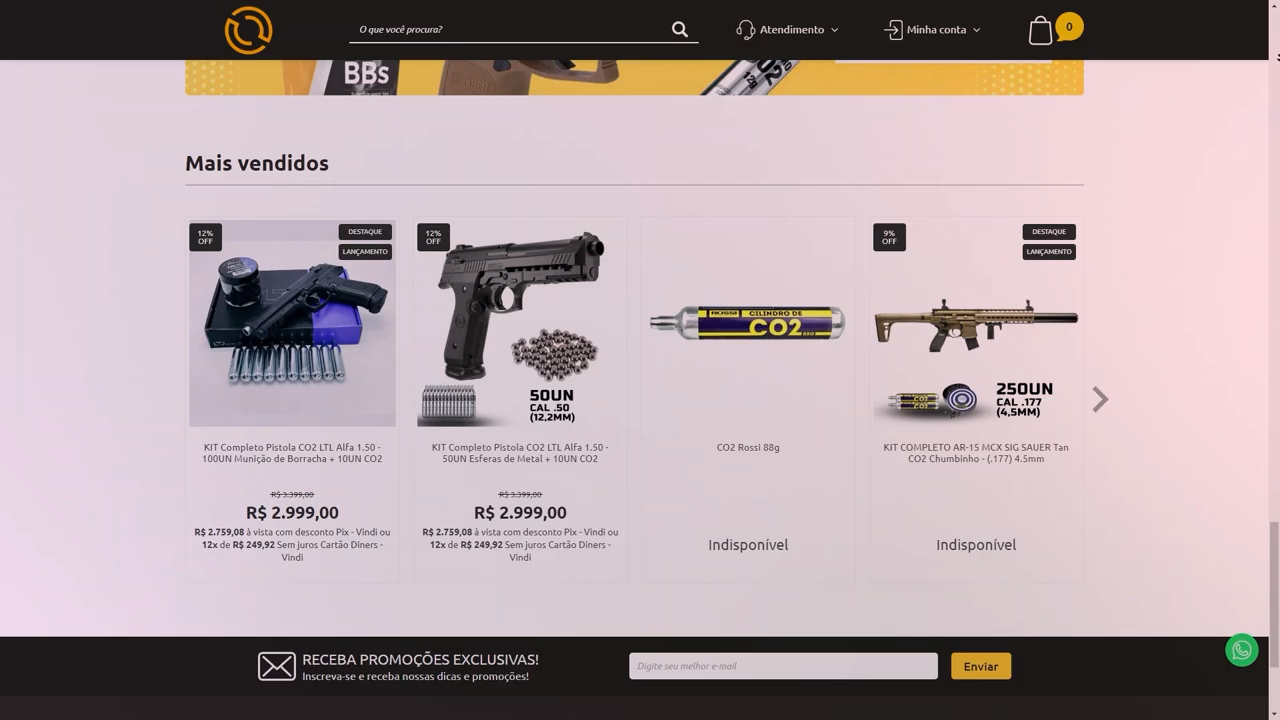 O que você procura?
Atendimento
Minha conta
0
BBs
12g
CO2
Mais vendidos
12%
OFF
DESTAQUE
LANÇAMENTO
12%
OFF
50UN
CAL .50
(12,2MM)
ROSSI
CILINDRO DE
CO2
88G
9%
OFF
DESTAQUE
LANÇAMENTO
CO2
CO2
250UN
CAL .177
(4,5MM)
KIT Completo Pistola CO2 LTL Alfa 1.50 -
100UN Munição de Borracha + 10UN CO2
R$ 3.399,00
R$ 2.999,00
R$ 2.759,08 à vista com desconto Pix - Vindi ou
12x de R$ 249,92 Sem juros Cartão Diners -
Vindi
KIT Completo Pistola CO2 LTL Alfa 1.50 -
50UN Esferas de Metal + 10UN CO2
R$ 3.399,00
R$ 2.999,00
R$ 2.759,08 à vista com desconto Pix - Vindi ou
12x de R$ 249,92 Sem juros Cartão Diners -
Vindi
CO2 Rossi 88g
Indisponível
KIT COMPLETO AR-15 MCX SIG SAUER Tan
CO2 Chumbinho - (.177) 4.5mm
Indisponível
RECEBA PROMOÇÕES EXCLUSIVAS!
Inscreva-se e receba nossas dicas e promoções!
Digite seu melhor e-mail
Enviar